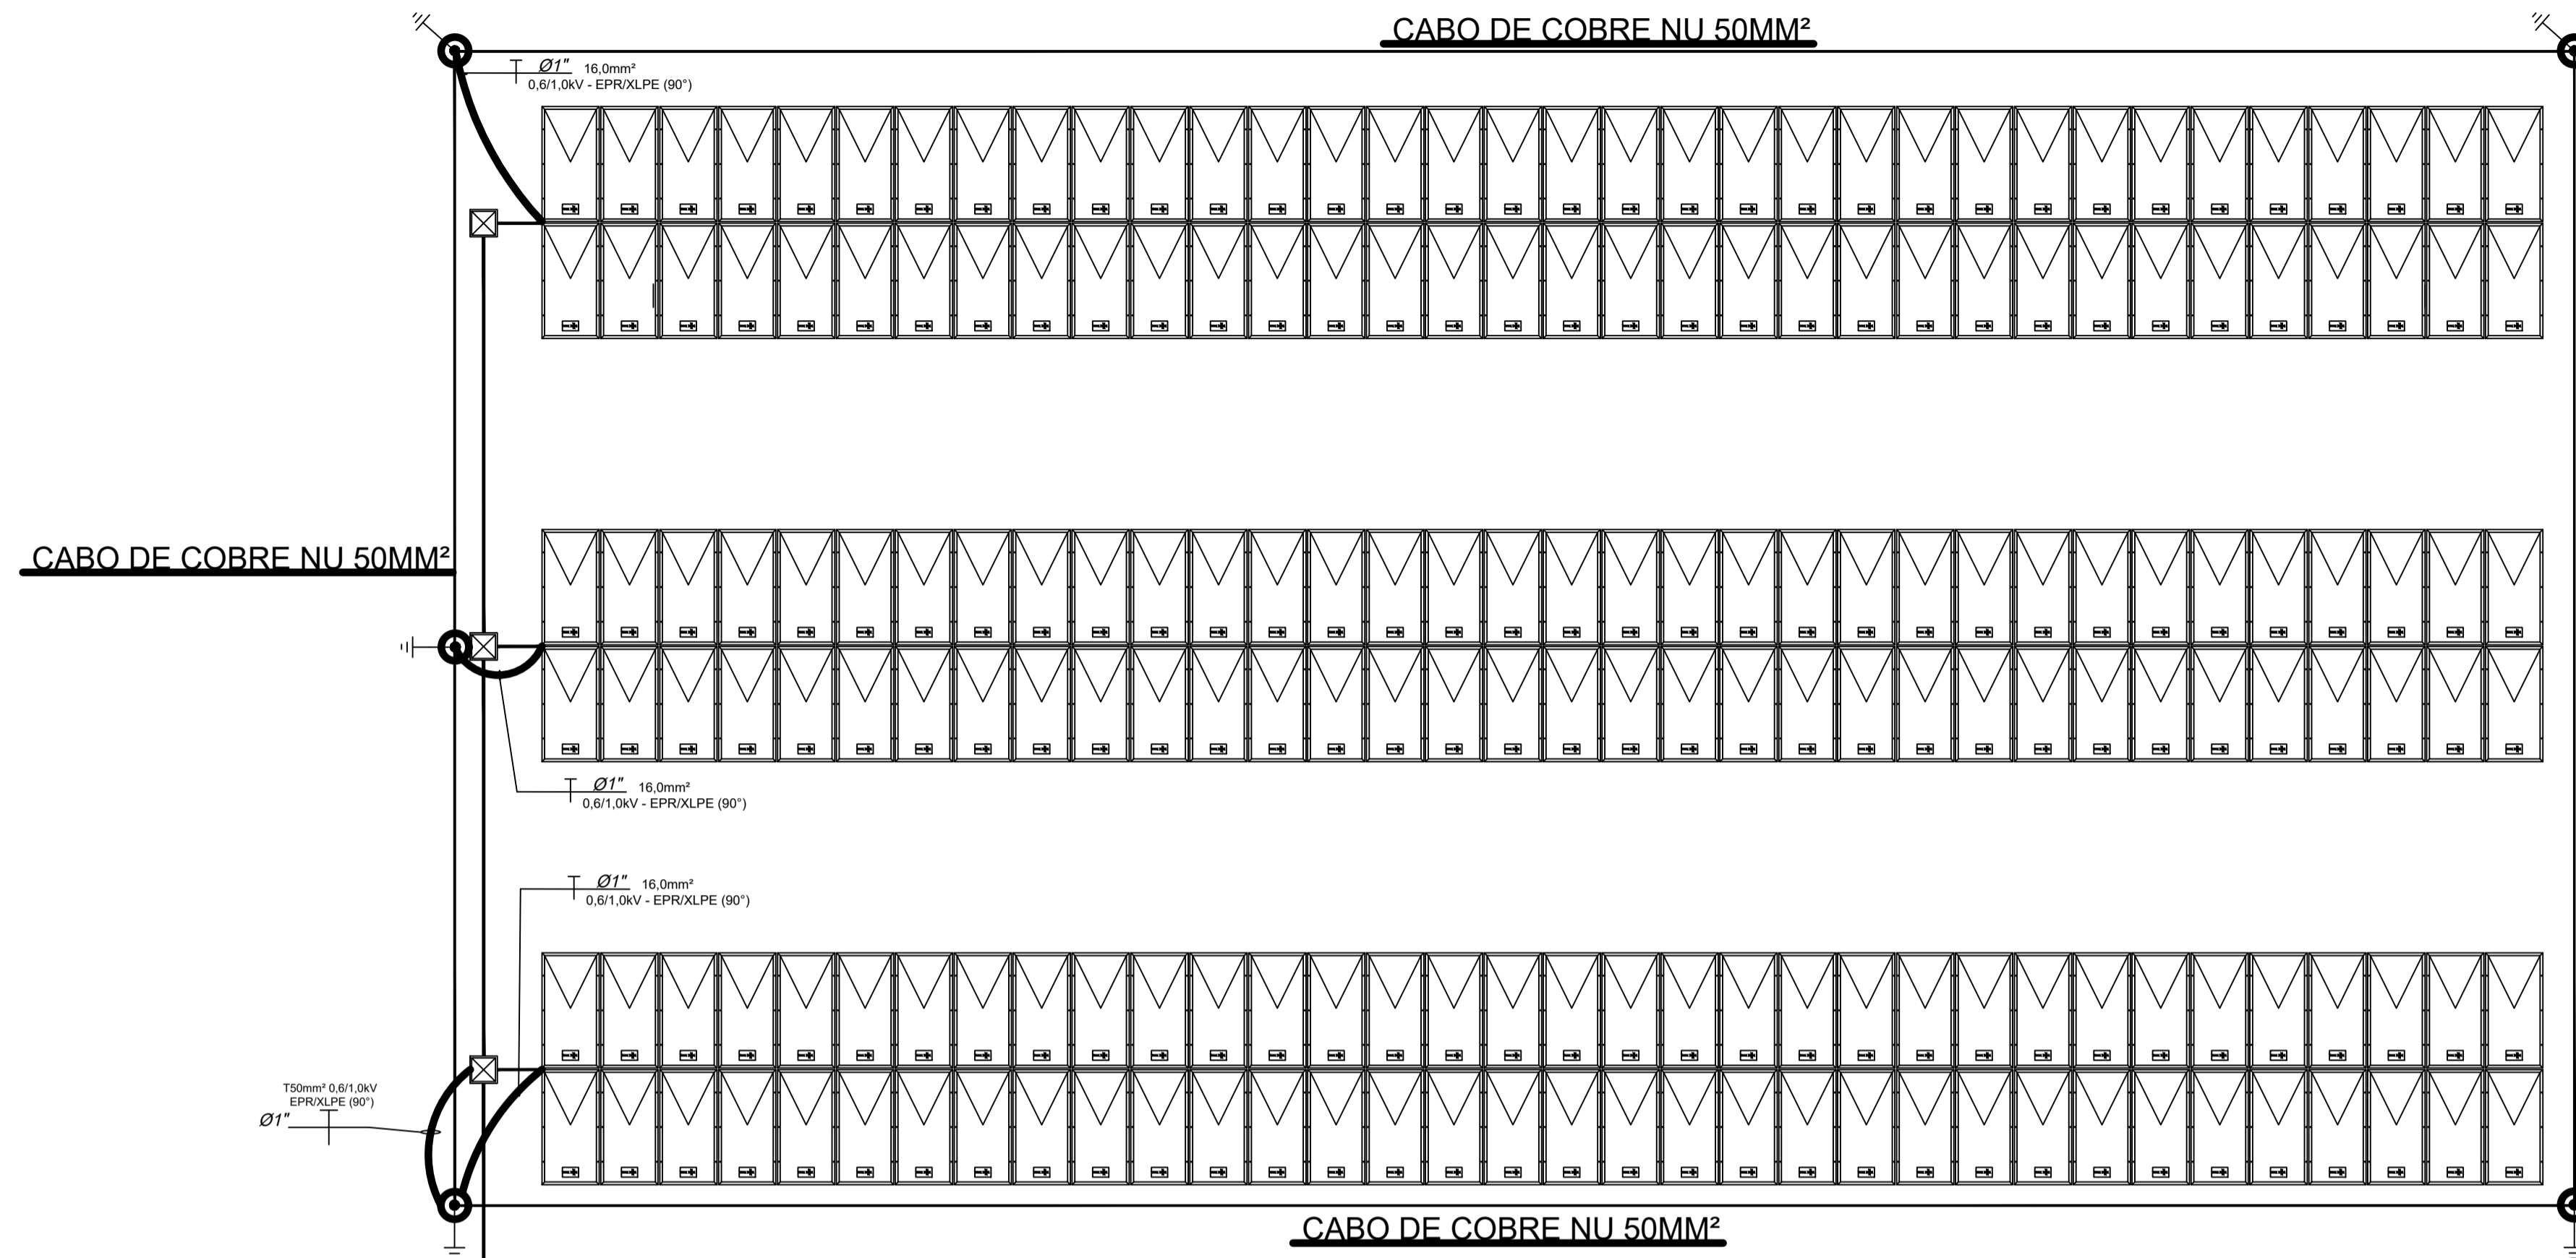 CABO DE COBRE NU 50MM²
Ø1" 16,0mm²
0,6/1,0kV - EPR/XLPE (90°)
CABO DE COBRE NU 50MM²
Ø1" 16,0mm²
0,6/1,0kV - EPR/XLPE (90°)
Ø1" 16,0mm²
0,6/1,0kV - EPR/XLPE (90°)
T50mm² 0,6/1,0kV
EPR/XLPE (90°)
Ø1"
CABO DE COBRE NU 50MM²